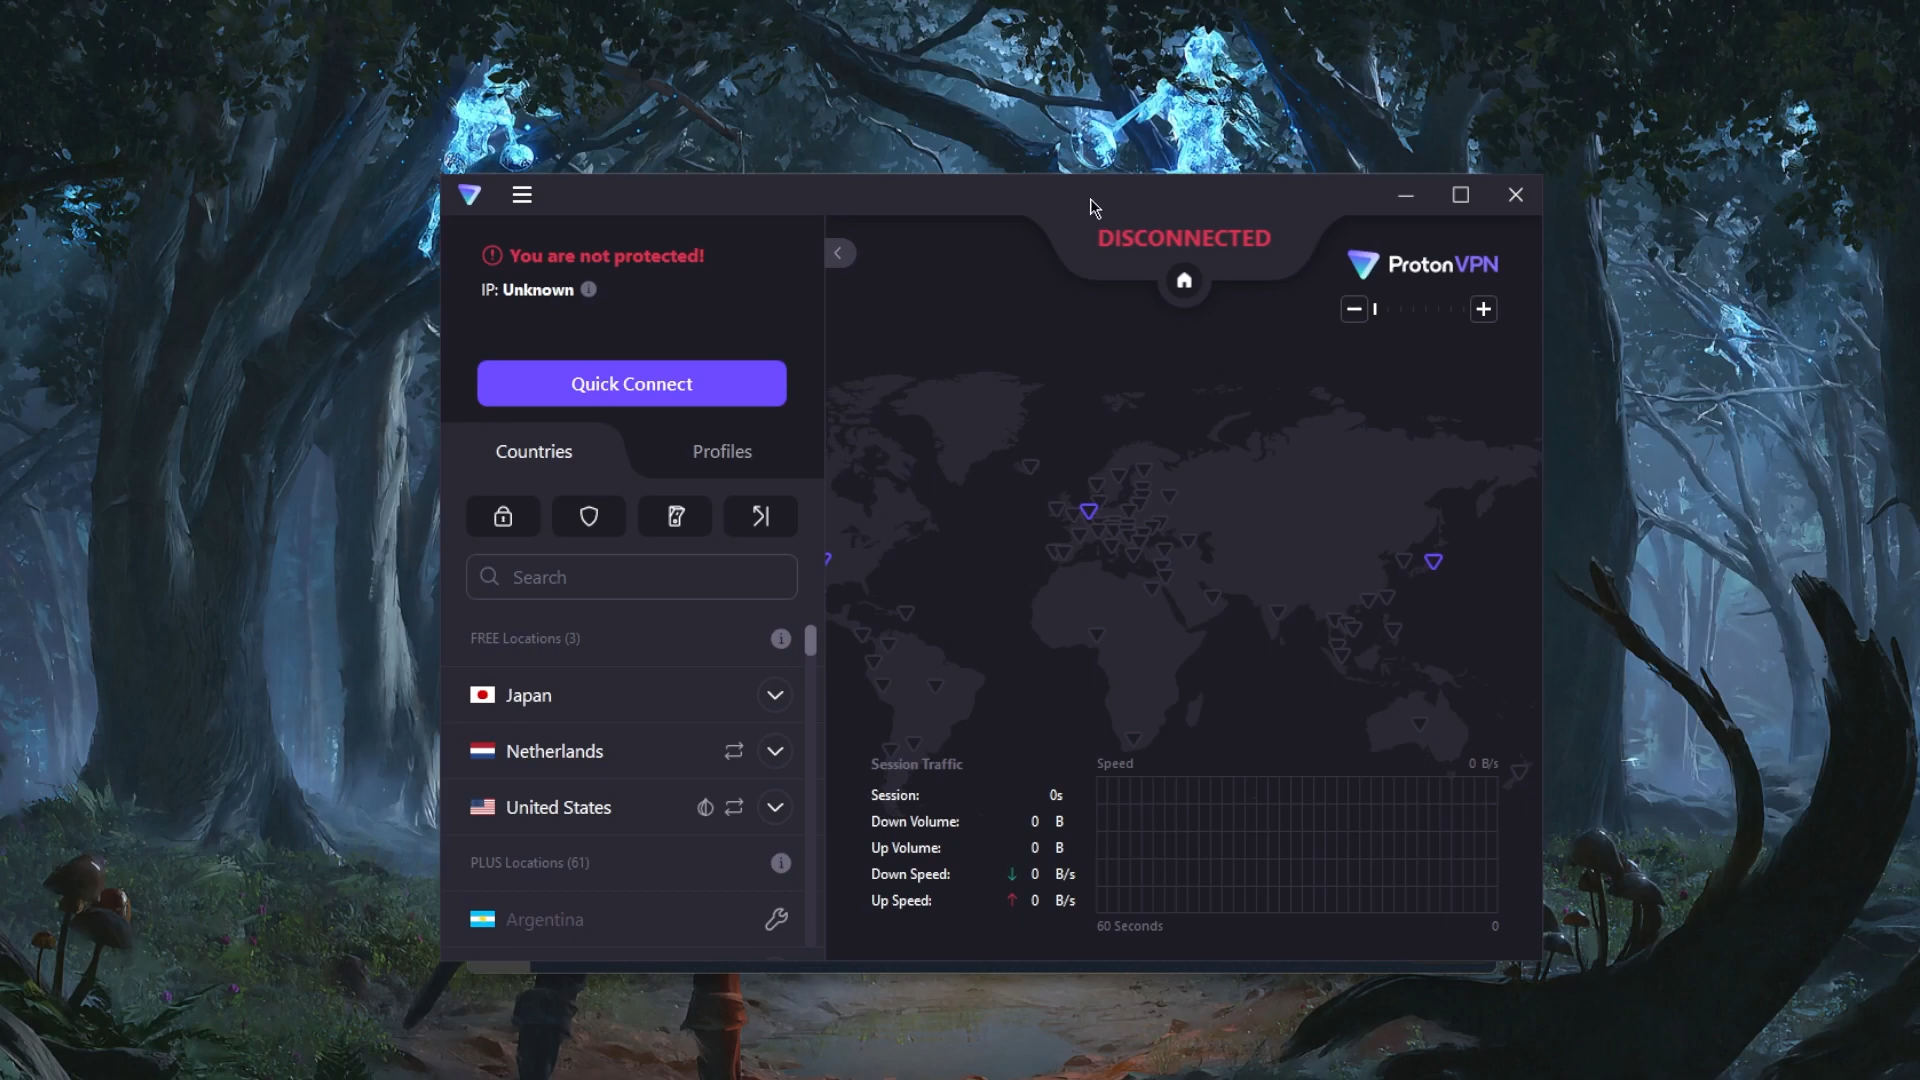 You are not protected!
IP: Unknown
Quick Connect
Countries
Profiles
Search
FREE Locations (3)
Japan
Netherlands
United States
PLUS Locations (61)
Argentina
DISCONNECTED
ProtonVPN
Session Traffic
Session: 0s
Down Volume: 0 B
Up Volume: 0 B
Down Speed: 0 B/s
Up Speed: 0 B/s
Speed 0 B/s
60 Seconds 0